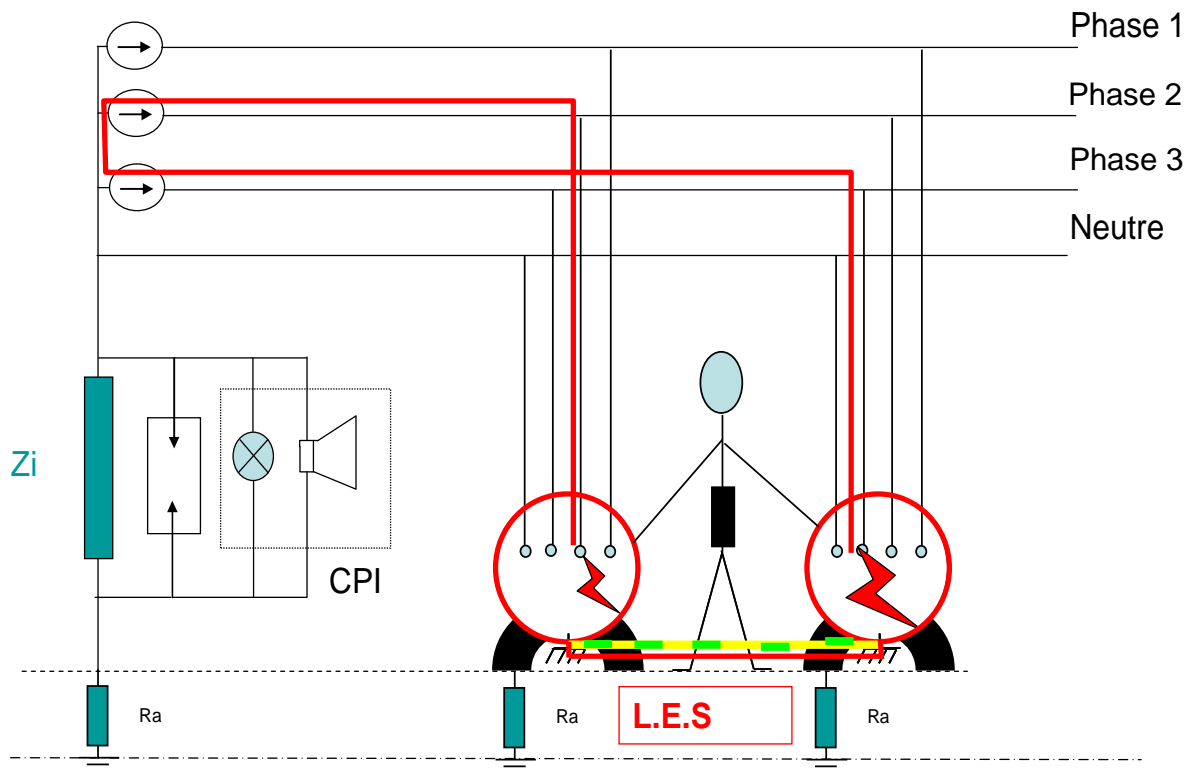 Phase 1
Phase 2
Phase 3
Neutre
Zi
CPI
Ra
Ra
L.E.S
Ra